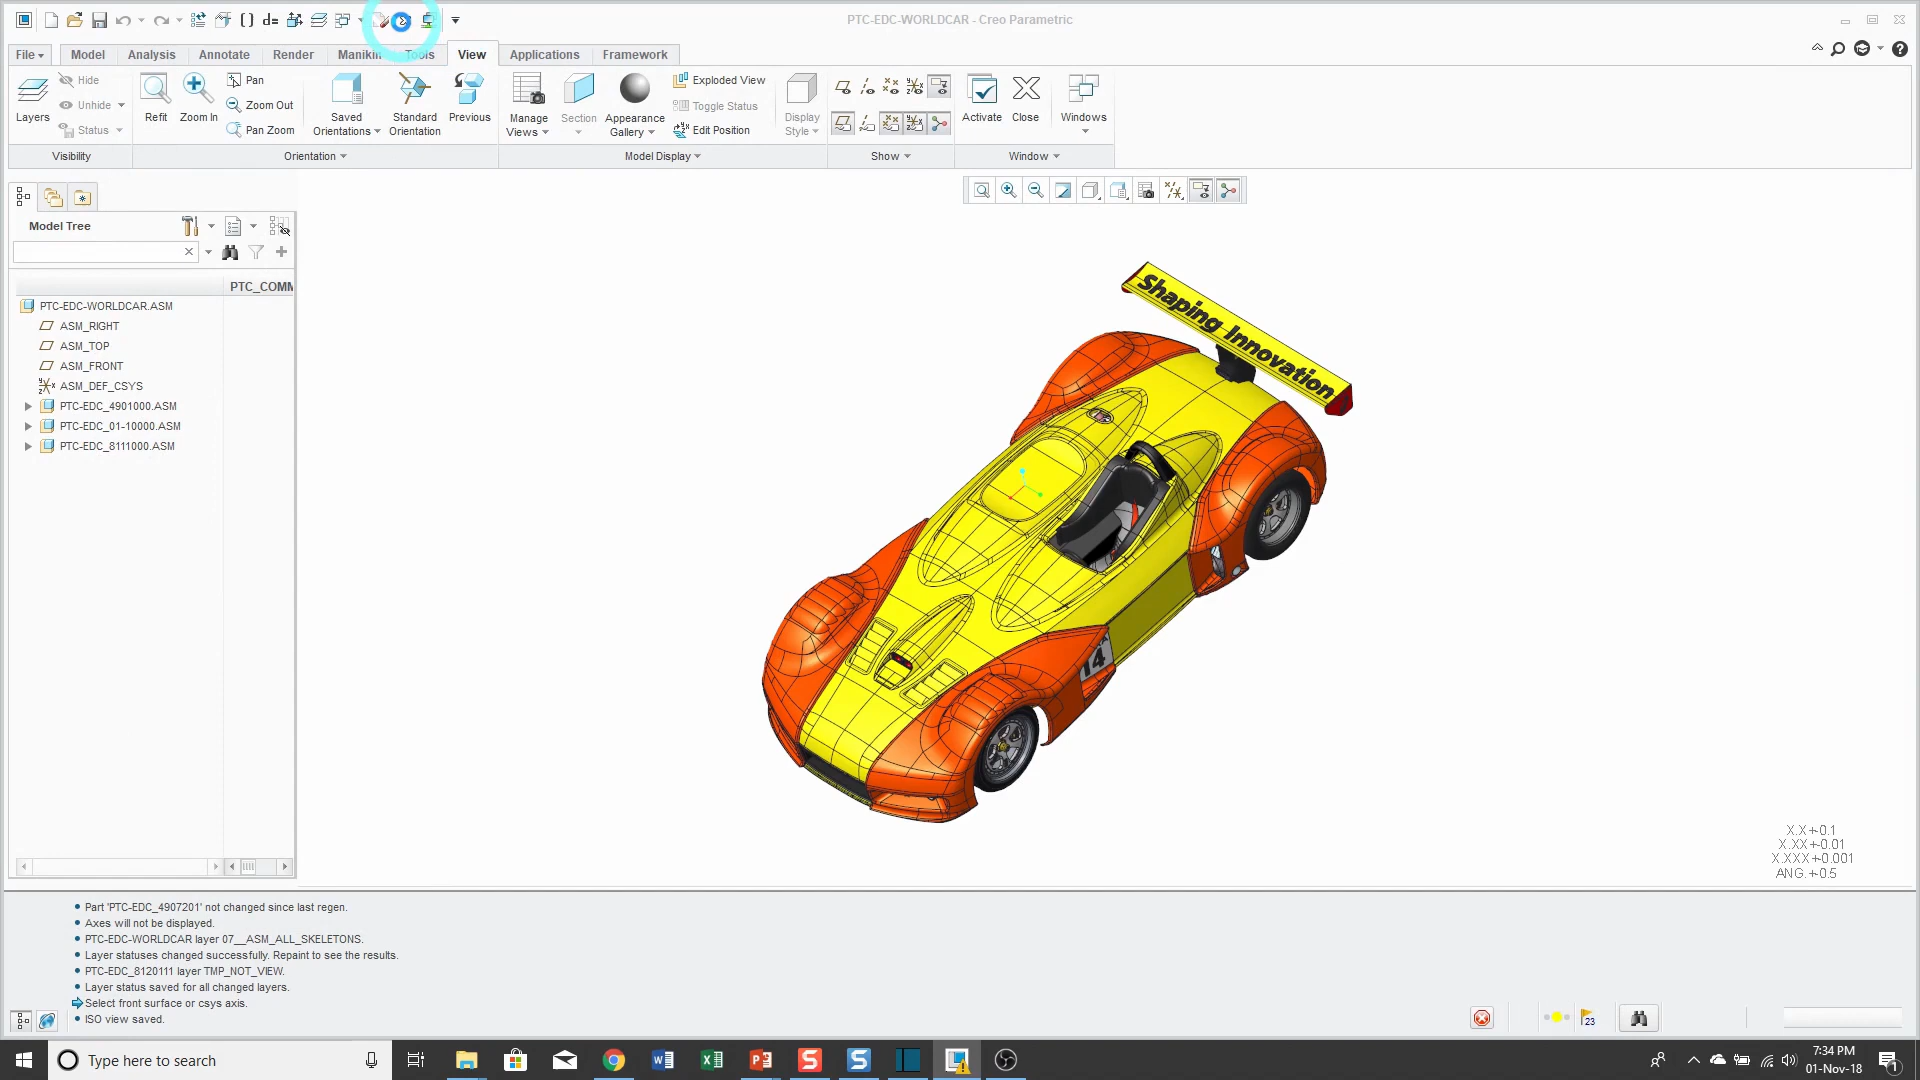 PTC-EDC-WORLDCAR - Creo Parametric
File
Model
Analysis
Annotate
Render
Manikin
Tools
View
Applications
Framework
Layers
Hide
Unhide
Status
Visibility
Refit
Zoom In
Pan
Zoom Out
Pan Zoom
Saved
Orientations
Standard
Orientation
Previous
Orientation
Manage
Views
Section
Appearance
Gallery
Exploded View
Toggle Status
Edit Position
Display
Style
Model Display
Show
Activate
Close
Windows
Window
Model Tree
PTC_COMM
PTC-EDC-WORLDCAR.ASM
ASM_RIGHT
ASM_TOP
ASM_FRONT
ASM_DEF_CSYS
PTC-EDC_4901000.ASM
PTC-EDC_01-10000.ASM
PTC-EDC_8111000.ASM
Shaping Innovation
14
X.X+-0.1
X.XX+-0.01
X.XXX+-0.001
ANG.+-0.5
Part 'PTC-EDC_4907201' not changed since last regen.
Axes will not be displayed.
PTC-EDC-WORLDCAR layer 07__ASM_ALL_SKELETONS.
Layer statuses changed successfully. Repaint to see the results.
PTC-EDC_8120111 layer TMP_NOT_VIEW.
Layer status saved for all changed layers.
Select front surface or csys axis.
ISO view saved.
23
Type here to search
7:34 PM
01-Nov-18
1